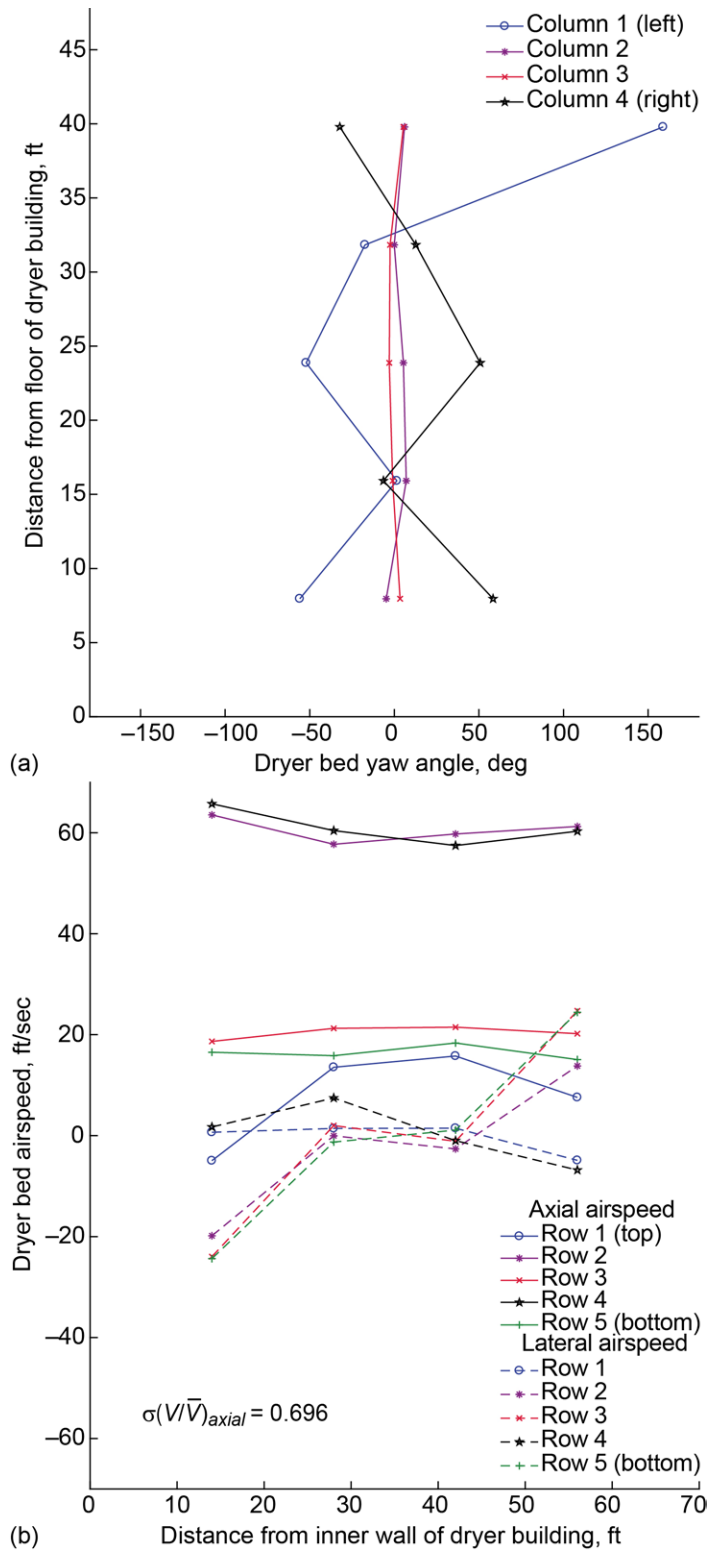 Column 1 (left)
Column 2
Column 3
Column 4 (right)
45
40
35
30
25
20
15
10
5
0
Distance from floor of dryer building, ft
–150
–100
–50
0
50
100
150
(a)
Dryer bed yaw angle, deg
60
40
20
0
–20
–40
–60
Dryer bed airspeed, ft/sec
Axial airspeed
Row 1 (top)
Row 2
Row 3
Row 4
Row 5 (bottom)
Lateral airspeed
Row 1
Row 2
Row 3
Row 4
Row 5 (bottom)
σ(V/V̅)axial = 0.696
0
10
20
30
40
50
60
70
(b)
Distance from inner wall of dryer building, ft